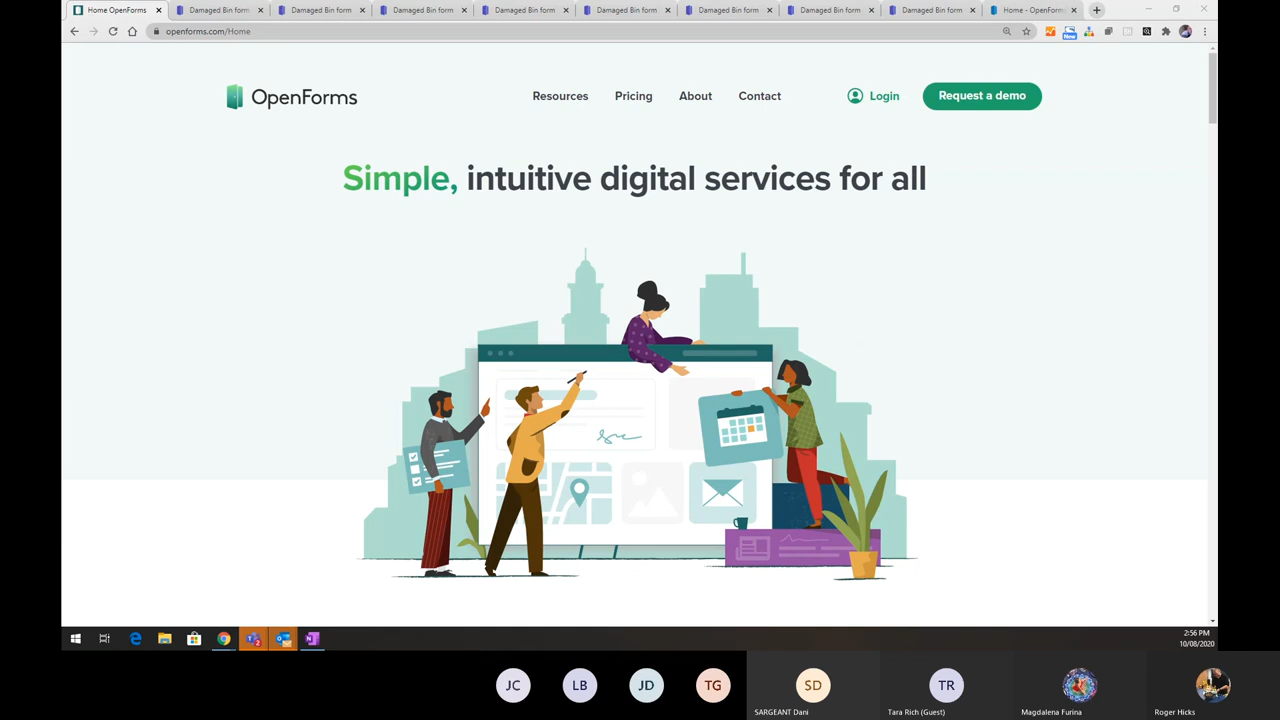 Home OpenForms
Damaged Bin form
Damaged Bin form
Damaged Bin form
Damaged Bin form
Damaged Bin form
Damaged Bin form
Damaged Bin form
Damaged Bin form
Home - OpenForms
openforms.com/Home
New
OpenForms
Resources
Pricing
About
Contact
Login
Request a demo
Simple, intuitive digital services for all
2:56 PM
10/08/2020
JC
LB
JD
TG
SD
TR
SARGEANT Dani
Tara Rich (Guest)
Magdalena Furina
Roger Hicks